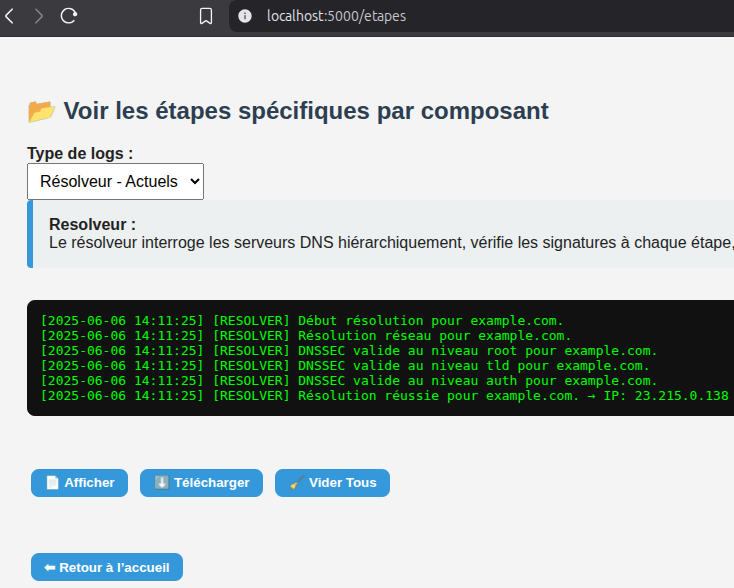 localhost:5000/etapes
Voir les étapes spécifiques par composant
Type de logs :
Résolveur - Actuels
Resolveur :
Le résolveur interroge les serveurs DNS hiérarchiquement, vérifie les signatures à chaque étape,
[2025-06-06 14:11:25] [RESOLVER] Début résolution pour example.com.
[2025-06-06 14:11:25] [RESOLVER] Résolution réseau pour example.com.
[2025-06-06 14:11:25] [RESOLVER] DNSSEC valide au niveau root pour example.com.
[2025-06-06 14:11:25] [RESOLVER] DNSSEC valide au niveau tld pour example.com.
[2025-06-06 14:11:25] [RESOLVER] DNSSEC valide au niveau auth pour example.com.
[2025-06-06 14:11:25] [RESOLVER] Résolution réussie pour example.com. → IP: 23.215.0.138
Afficher Télécharger Vider Tous
Retour à l'accueil